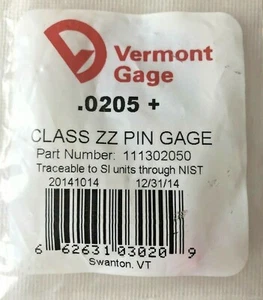 Vermont
Gage
.0205 +
CLASS ZZ PIN GAGE
Part Number: 111302050
Traceable to SI units through NIST
20141014 12/31/14
6 62631 03020 9
Swanton, VT